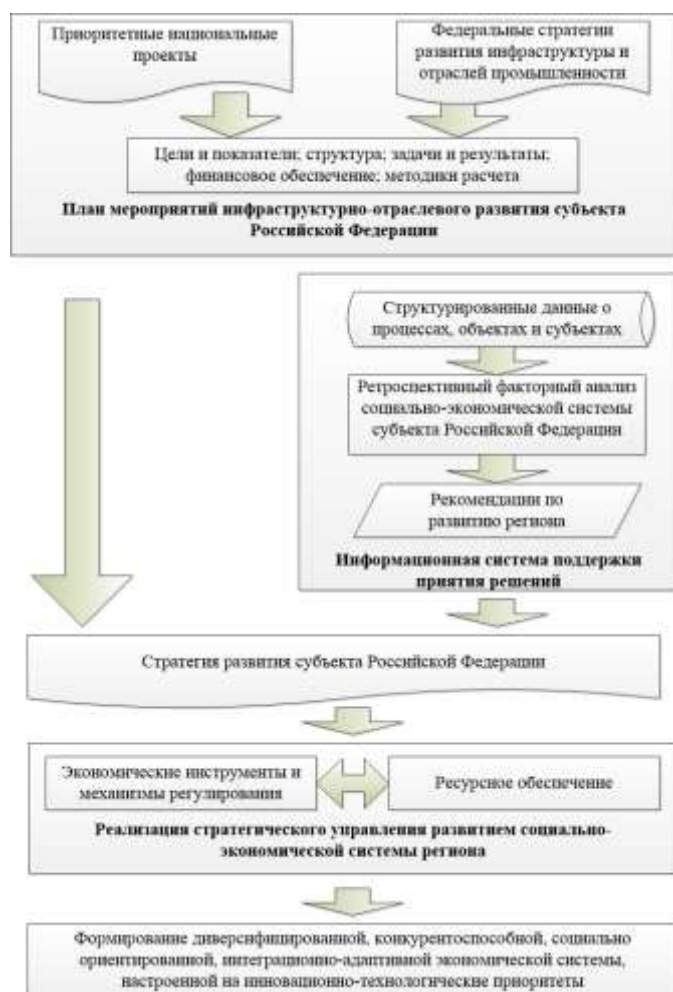 Приоритетные национальные
проекты
Федеральные стратегии
развития инфраструктуры и
отраслей промышленности
Цели и показатели; структура; задачи и результаты;
финансовое обеспечение; методики расчета
План мероприятий инфраструктурно-отраслевого развития субъекта
Российской Федерации
Структурированные данные о
процессах, объектах и субъектах
Ретроспективный факторный анализ
социально-экономической системы
субъекта Российской Федерации
Рекомендации по
развитию региона
Информационная система поддержки
принятия решений
Стратегия развития субъекта Российской Федерации
Экономические инструменты и
механизмы регулирования
Ресурсное обеспечение
Реализация стратегического управления развитием социально-
экономической системы региона
Формирование диверсифицированной, конкурентоспособной, социально
ориентированной, интеграционно-адаптивной экономической системы,
настроенной на инновационно-технологические приоритеты